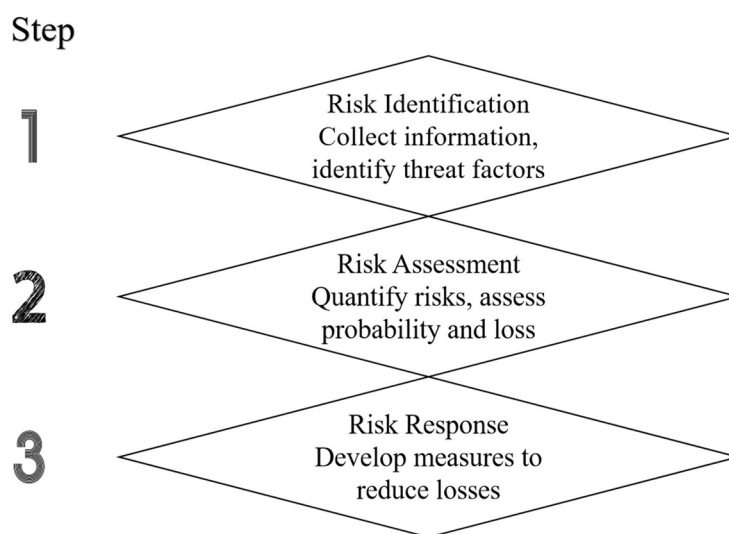 Step
1
Risk Identification
Collect information,
identify threat factors
2
Risk Assessment
Quantify risks, assess
probability and loss
3
Risk Response
Develop measures to
reduce losses